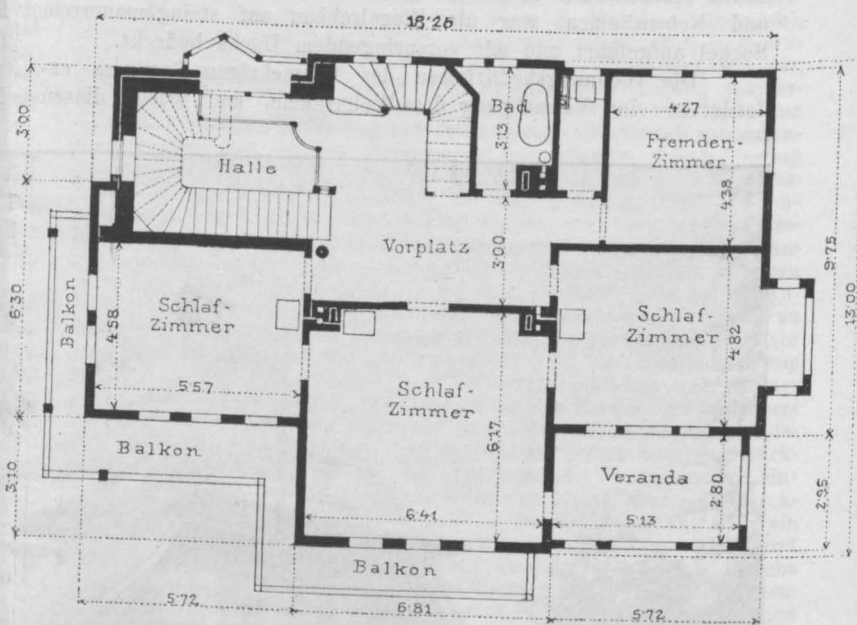 18·25
3·00
Halle
Bad
3·13
4·27
Fremden-
Zimmer
4·38
Vorplatz
3·00
9·75
13·00
6·30
Balkon
4·58
Schlaf-
Zimmer
5·57
Schlaf-
Zimmer
6·17
6·41
Schlaf-
Zimmer
4·82
Balkon
3·10
Veranda
2·80
5·13
2·95
Balkon
5·72
6·81
5·72